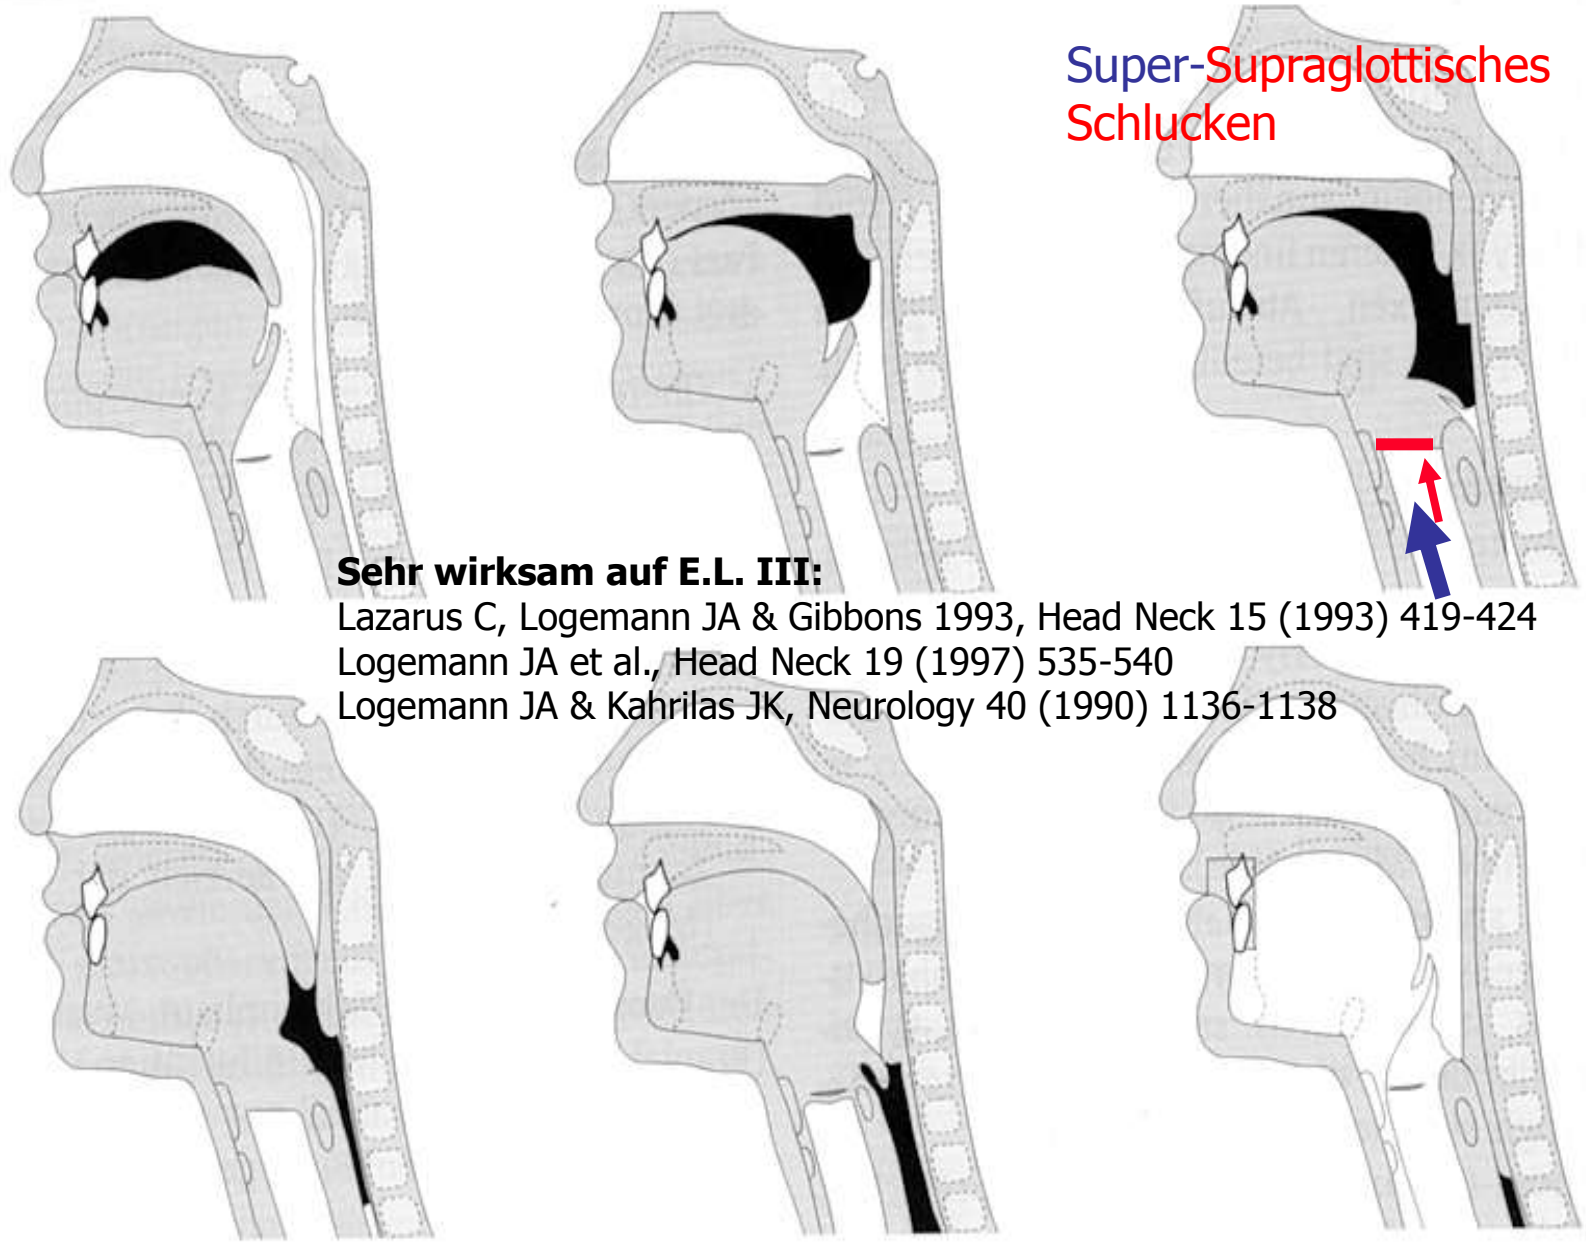 Super-Supraglottisches
Schlucken
Sehr wirksam auf E.L. III:
Lazarus C, Logemann JA & Gibbons 1993, Head Neck 15 (1993) 419-424
Logemann JA et al., Head Neck 19 (1997) 535-540
Logemann JA & Kahrilas JK, Neurology 40 (1990) 1136-1138